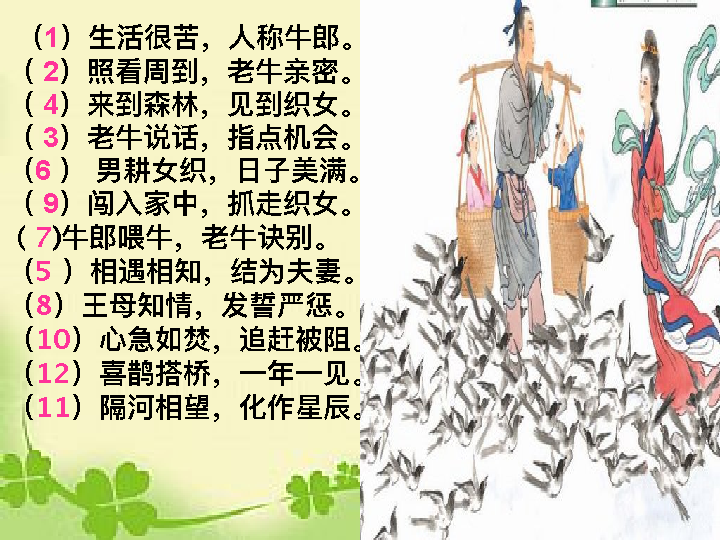 （1）生活很苦，人称牛郎。
（ 2）照看周到，老牛亲密。
（ 4）来到森林，见到织女。
（ 3）老牛说话，指点机会。
（6 ） 男耕女织，日子美满。
（ 9）闯入家中，抓走织女。
( 7)牛郎喂牛，老牛诀别。
（5 ）相遇相知，结为夫妻。
（8）王母知情，发誓严惩。
（10）心急如焚，追赶被阻。
（12）喜鹊搭桥，一年一见。
（11）隔河相望，化作星辰。